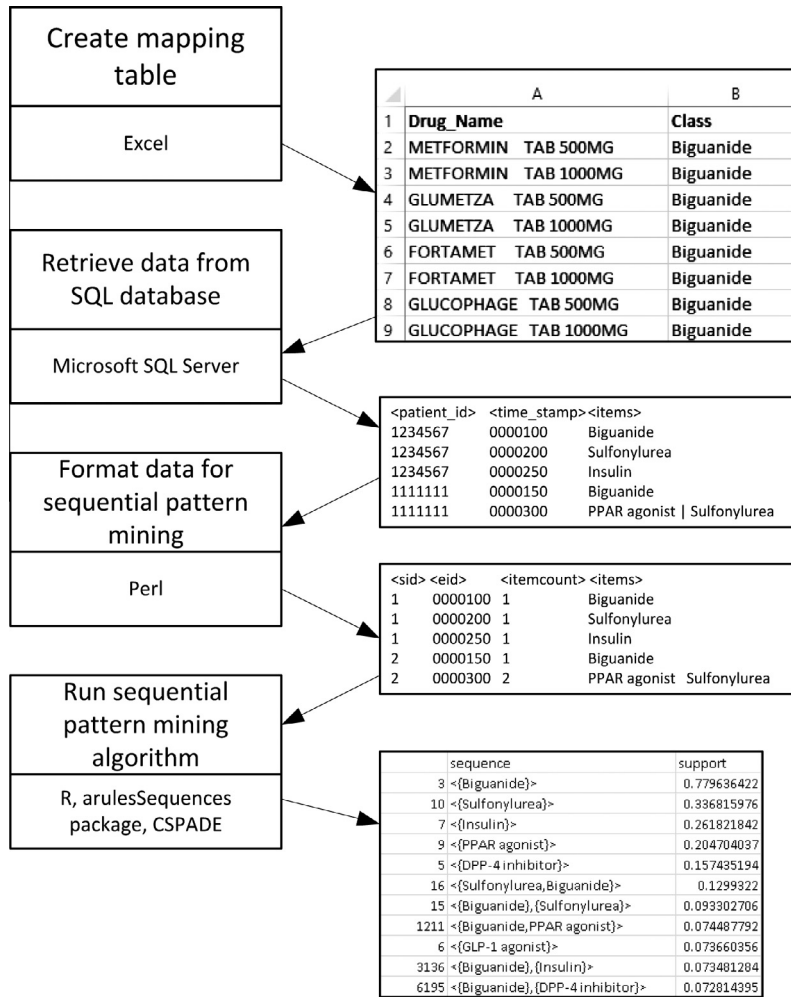 Create mapping
table
Excel
A B
1 Drug_Name Class
2 METFORMIN TAB 500MG Biguanide
3 METFORMIN TAB 1000MG Biguanide
4 GLUMETZA TAB 500MG Biguanide
5 GLUMETZA TAB 1000MG Biguanide
6 FORTAMET TAB 500MG Biguanide
7 FORTAMET TAB 1000MG Biguanide
8 GLUCOPHAGE TAB 500MG Biguanide
9 GLUCOPHAGE TAB 1000MG Biguanide
Retrieve data from
SQL database
Microsoft SQL Server
<patient_id> <time_stamp> <items>
1234567 0000100 Biguanide
1234567 0000200 Sulfonylurea
1234567 0000250 Insulin
1111111 0000150 Biguanide
1111111 0000300 PPAR agonist | Sulfonylurea
Format data for
sequential pattern
mining
Perl
<sid> <eid> <itemcount> <items>
1 0000100 1 Biguanide
1 0000200 1 Sulfonylurea
1 0000250 1 Insulin
2 0000150 1 Biguanide
2 0000300 2 PPAR agonist Sulfonylurea
Run sequential
pattern mining
algorithm
R, arulesSequences
package, CSPADE
sequence support
3 <{Biguanide}> 0.779636422
10 <{Sulfonylurea}> 0.336815976
7 <{Insulin}> 0.261821842
9 <{PPAR agonist}> 0.204704037
5 <{DPP-4 inhibitor}> 0.157435194
16 <{Sulfonylurea,Biguanide}> 0.1299322
15 <{Biguanide},{Sulfonylurea}> 0.093302706
1211 <{Biguanide,PPAR agonist}> 0.074487792
6 <{GLP-1 agonist}> 0.073660356
3136 <{Biguanide},{Insulin}> 0.073481284
6195 <{Biguanide},{DPP-4 inhibitor}> 0.072814395